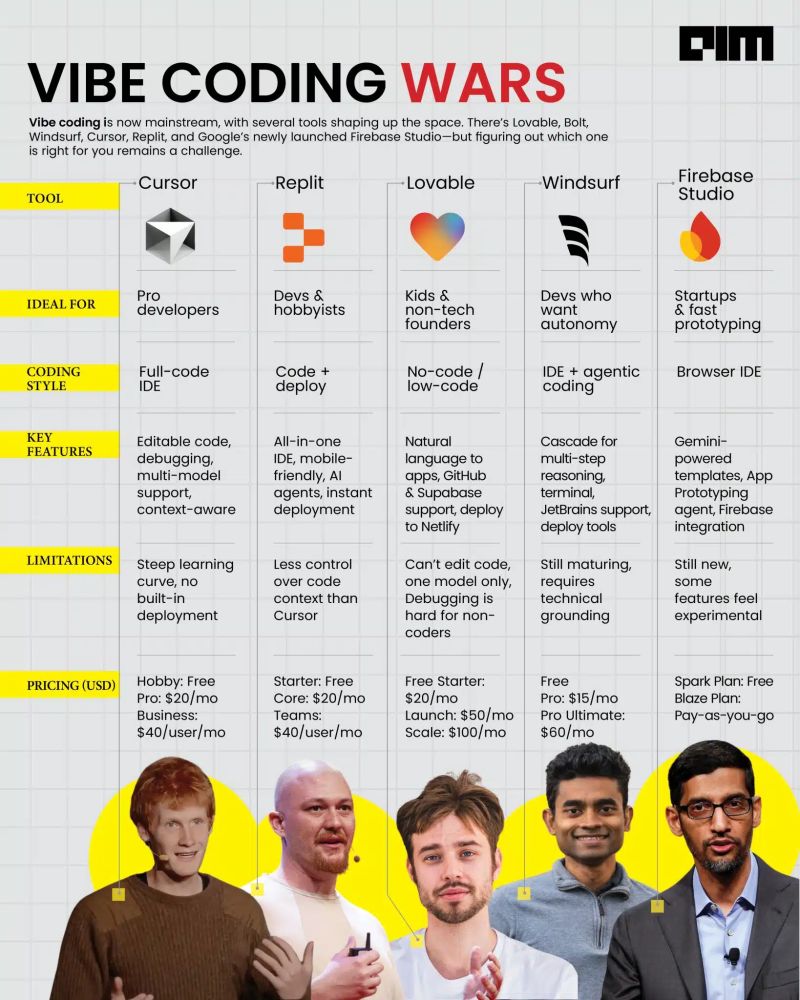 AIM
VIBE CODING WARS
Vibe coding is now mainstream, with several tools shaping up the space. There's Lovable, Bolt,
Windsurf, Cursor, Replit, and Google's newly launched Firebase Studio—but figuring out which one
is right for you remains a challenge.
TOOL
Cursor
Replit
Lovable
Windsurf
Firebase
Studio
IDEAL FOR
Pro
developers
Devs &
hobbyists
Kids &
non-tech
founders
Devs who
want
autonomy
Startups
& fast
prototyping
CODING
STYLE
Full-code
IDE
Code +
deploy
No-code /
low-code
IDE + agentic
coding
Browser IDE
KEY
FEATURES
Editable code,
debugging,
multi-model
support,
context-aware
All-in-one
IDE, mobile-
friendly, AI
agents, instant
deployment
Natural
language to
apps, GitHub
& Supabase
support, deploy
to Netlify
Cascade for
multi-step
reasoning,
terminal,
JetBrains support,
deploy tools
Gemini-
powered
templates, App
Prototyping
agent, Firebase
integration
LIMITATIONS
Steep learning
curve, no
built-in
deployment
Less control
over code
context than
Cursor
Can't edit code,
one model only,
Debugging is
hard for non-
coders
Still maturing,
requires
technical
grounding
Still new,
some
features feel
experimental
PRICING (USD)
Hobby: Free
Pro: $20/mo
Business:
$40/user/mo
Starter: Free
Core: $20/mo
Teams:
$40/user/mo
Free Starter:
$20/mo
Launch: $50/mo
Scale: $100/mo
Free
Pro: $15/mo
Pro Ultimate:
$60/mo
Spark Plan: Free
Blaze Plan:
Pay-as-you-go